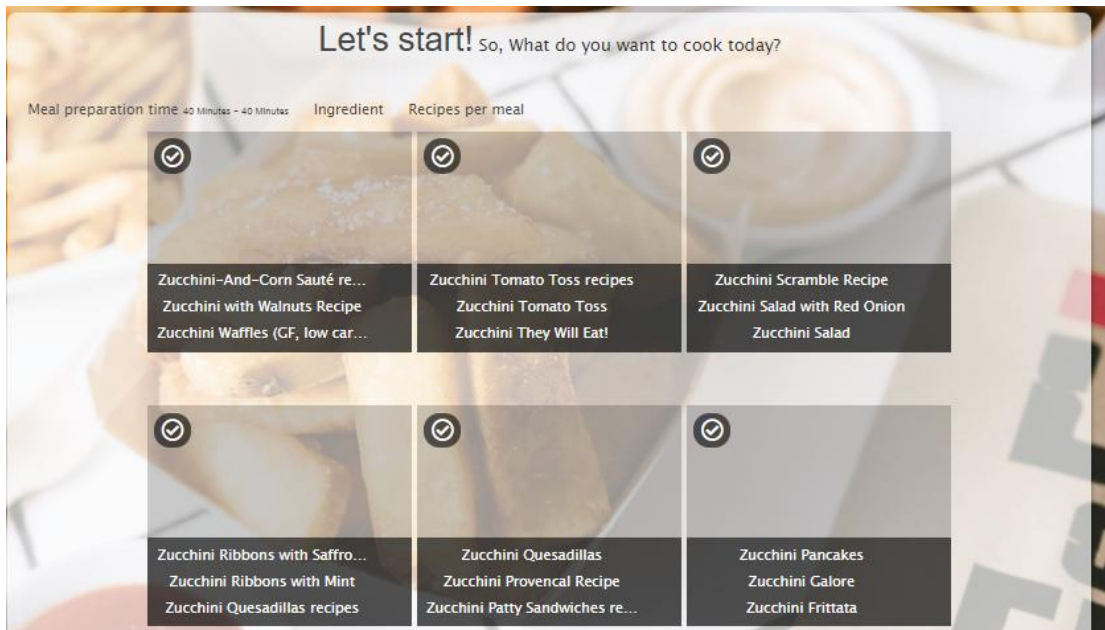 Let's start! So, What do you want to cook today?
Meal preparation time 40 Minutes - 40 Minutes Ingredient Recipes per meal
Zucchini-And-Corn Sauté re...
Zucchini with Walnuts Recipe
Zucchini Waffles (GF, low car...
Zucchini Tomato Toss recipes
Zucchini Tomato Toss
Zucchini They Will Eat!
Zucchini Scramble Recipe
Zucchini Salad with Red Onion
Zucchini Salad
Zucchini Ribbons with Saffro...
Zucchini Ribbons with Mint
Zucchini Quesadillas recipes
Zucchini Quesadillas
Zucchini Provencal Recipe
Zucchini Patty Sandwiches re...
Zucchini Pancakes
Zucchini Galore
Zucchini Frittata